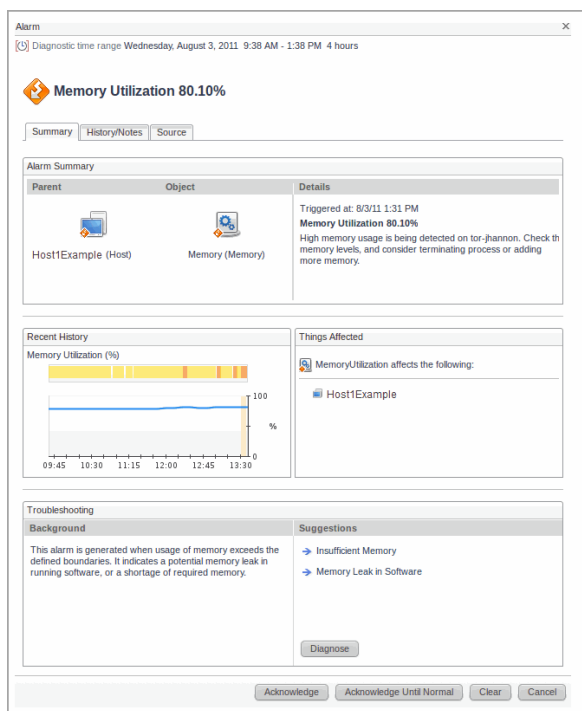 Alarm
Diagnostic time range Wednesday, August 3, 2011 9:38 AM - 1:38 PM 4 hours
Memory Utilization 80.10%
Summary History/Notes Source
Alarm Summary
Parent Object Details
Triggered at: 8/3/11 1:31 PM
Memory Utilization 80.10%
High memory usage is being detected on tor-jhannon. Check th
memory levels, and consider terminating process or adding
more memory.
Host1Example (Host) Memory (Memory)
Recent History
Memory Utilization (%)
100
%
0
09:45 10:30 11:15 12:00 12:45 13:30
Things Affected
MemoryUtilization affects the following:
Host1Example
Troubleshooting
Background
This alarm is generated when usage of memory exceeds the
defined boundaries. It indicates a potential memory leak in
running software, or a shortage of required memory.
Suggestions
Insufficient Memory
Memory Leak in Software
Diagnose
Acknowledge Acknowledge Until Normal Clear Cancel